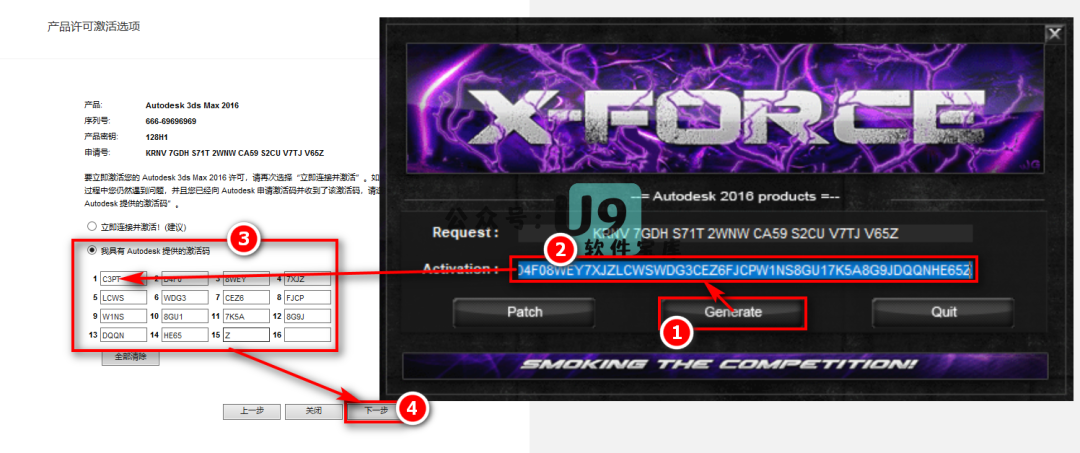 产品许可激活选项
产品: Autodesk 3ds Max 2016
序列号: 666-69696969
产品密钥: 128H1
申请号: KRNV 7GDH S71T 2WNW CA59 S2CU V7TJ V65Z
要立即激活您的 Autodesk 3ds Max 2016 许可，请再次选择“立即连接并激活”。如
过程中您仍然遇到问题，并且您已经向 Autodesk 申请激活码并收到了该激活码，请
Autodesk 提供的激活码”。
立即连接并激活! (建议)
我具有 Autodesk 提供的激活码
3
1 C3PT 2 D4F0 3 8WEY 4 7XJZ
5 LCWS 6 WDG3 7 CEZ6 8 FJCP
9 W1NS 10 8GU1 11 7K5A 12 8G9J
13 DQQN 14 HE65 15 Z 16
全部清除
上一步 关闭 下一步 4
X
X-FORCE
--= Autodesk 2016 products =--
公众号: U9
软件宝库
Request : KRNV 7GDH S71T 2WNW CA59 S2CU V7TJ V65Z
2
Activation : D4F08WEY7XJZLCWSWDG3CEZ6FJCPW1NS8GU17K5A8G9JDQQNHE65Z
Patch Generate Quit
1
SMOKING THE COMPETITION!